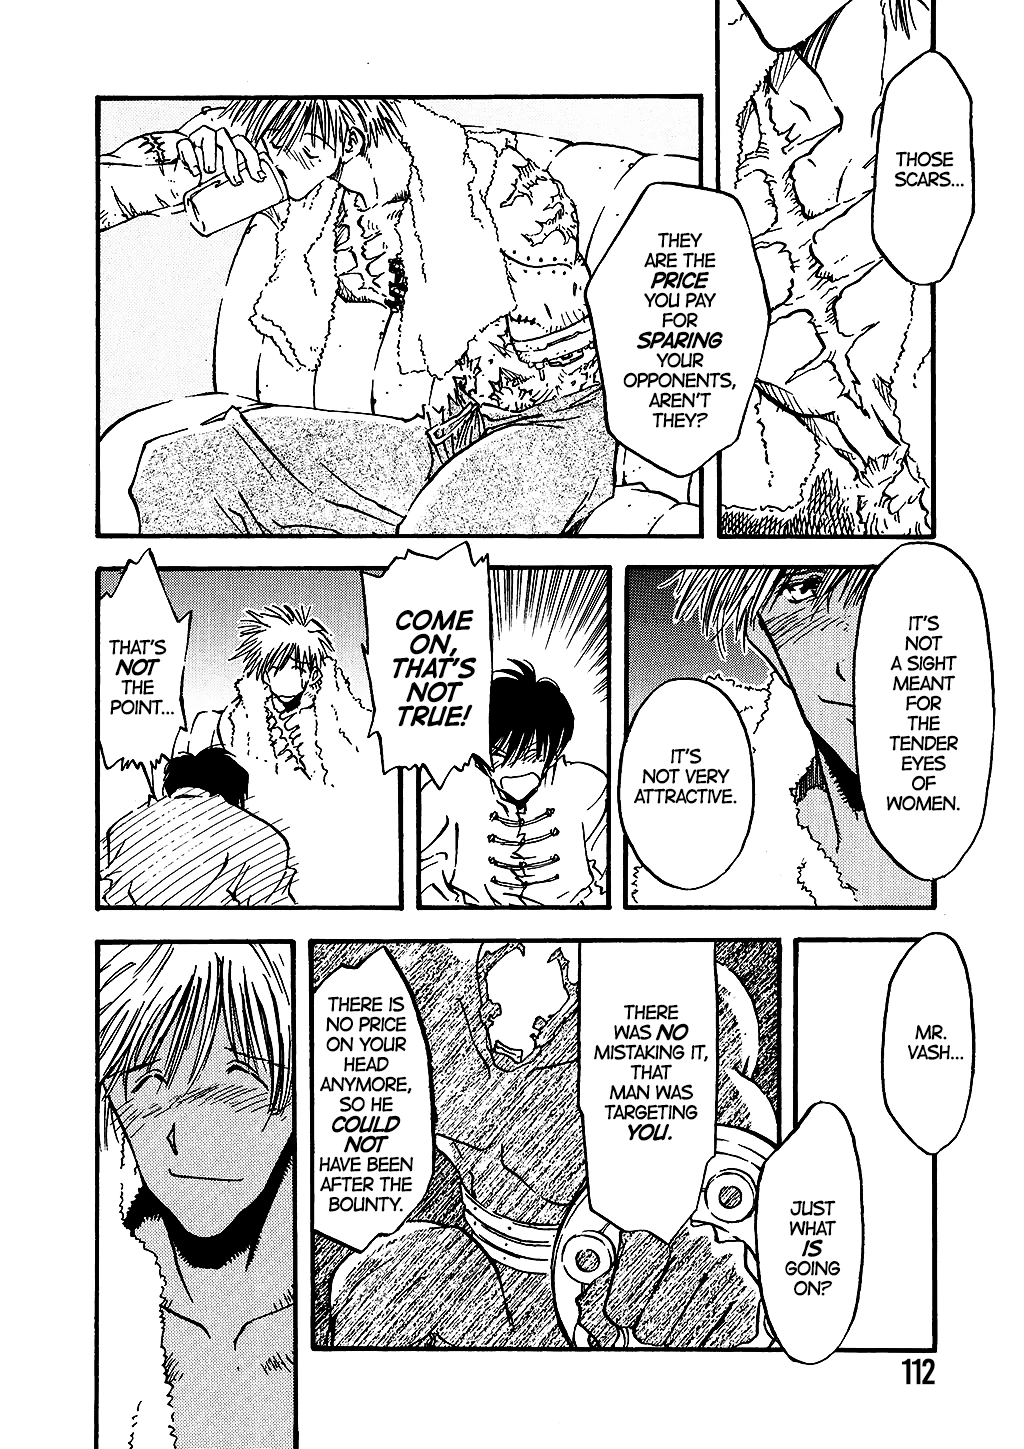 THOSE
SCARS...
THEY
ARE THE
PRICE
YOU PAY
FOR
SPARING
YOUR
OPPONENTS,
AREN'T
THEY?
IT'S
NOT
A SIGHT
MEANT
FOR
THE
TENDER
EYES
OF
WOMEN.
IT'S
NOT VERY
ATTRACTIVE.
COME
ON,
THAT'S
NOT
TRUE!
THAT'S
NOT
THE
POINT...
MR.
VASH...
JUST
WHAT
IS
GOING
ON?
THERE
WAS NO
MISTAKING IT,
THAT
MAN WAS
TARGETING
YOU.
THERE IS
NO PRICE
ON YOUR
HEAD
ANYMORE,
SO HE
COULD
NOT
HAVE BEEN
AFTER THE
BOUNTY.
112